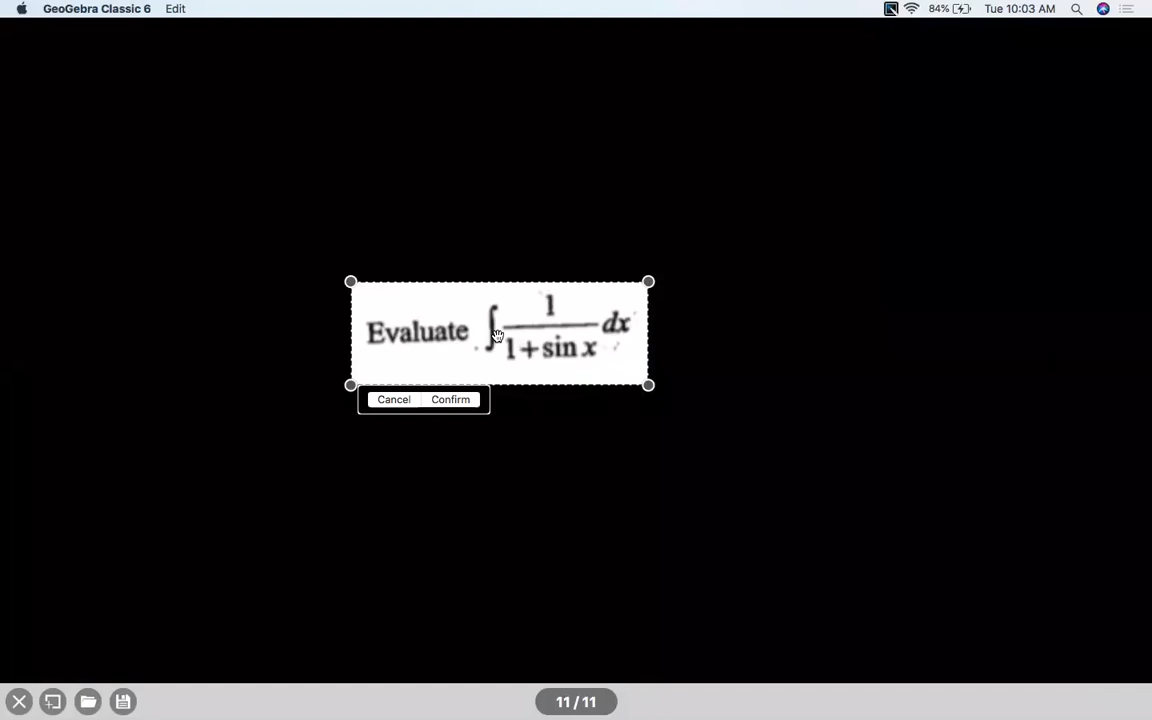 GeoGebra Classic 6 Edit 84% Tue 10:03 AM
Evaluate ∫ 1/(1+sin x) dx
Cancel Confirm
11/11